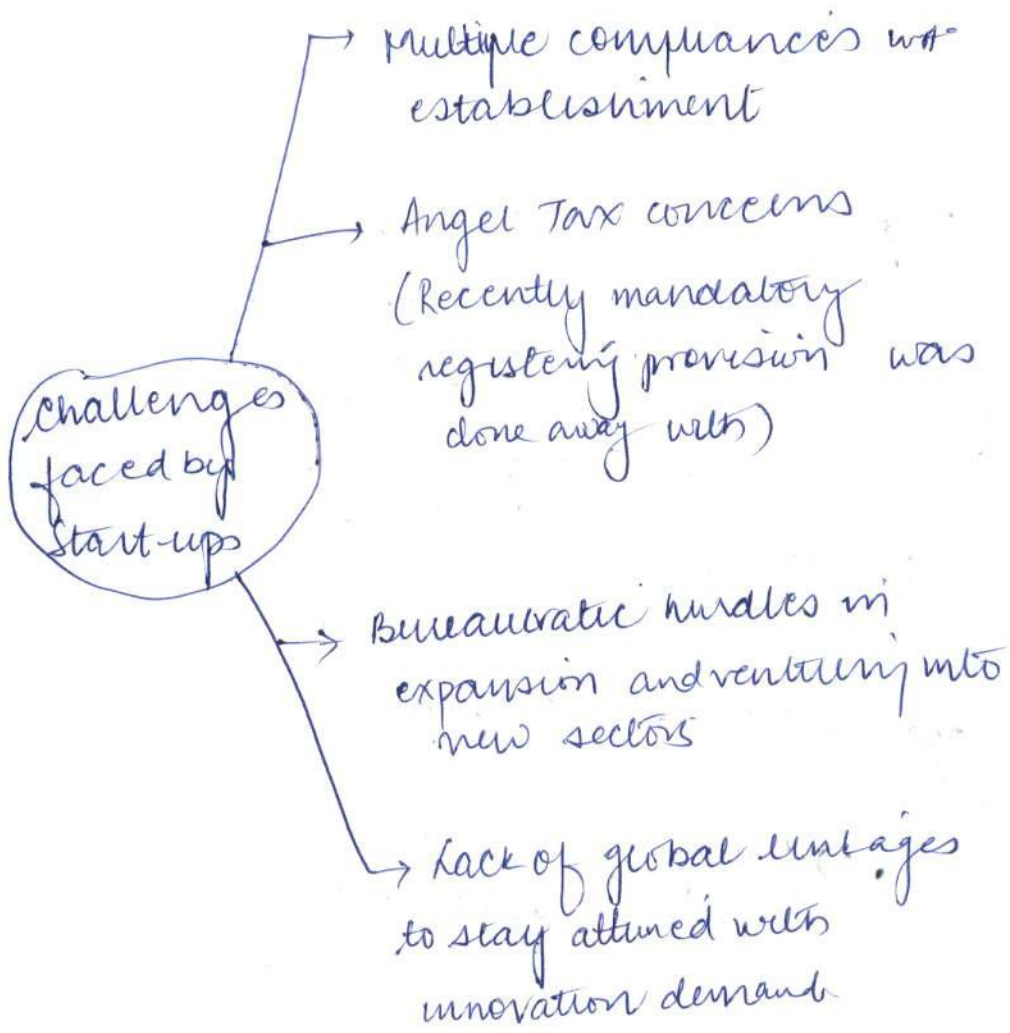 Multiple compliances wrt
establishment
Angel Tax concerns
(Recently mandatory
registering provision was
done away with)
Challenges
faced by
Start-ups
Bureaucratic hurdles in
expansion and venturing into
new sectors
Lack of global linkages
to stay attuned with
innovation demand